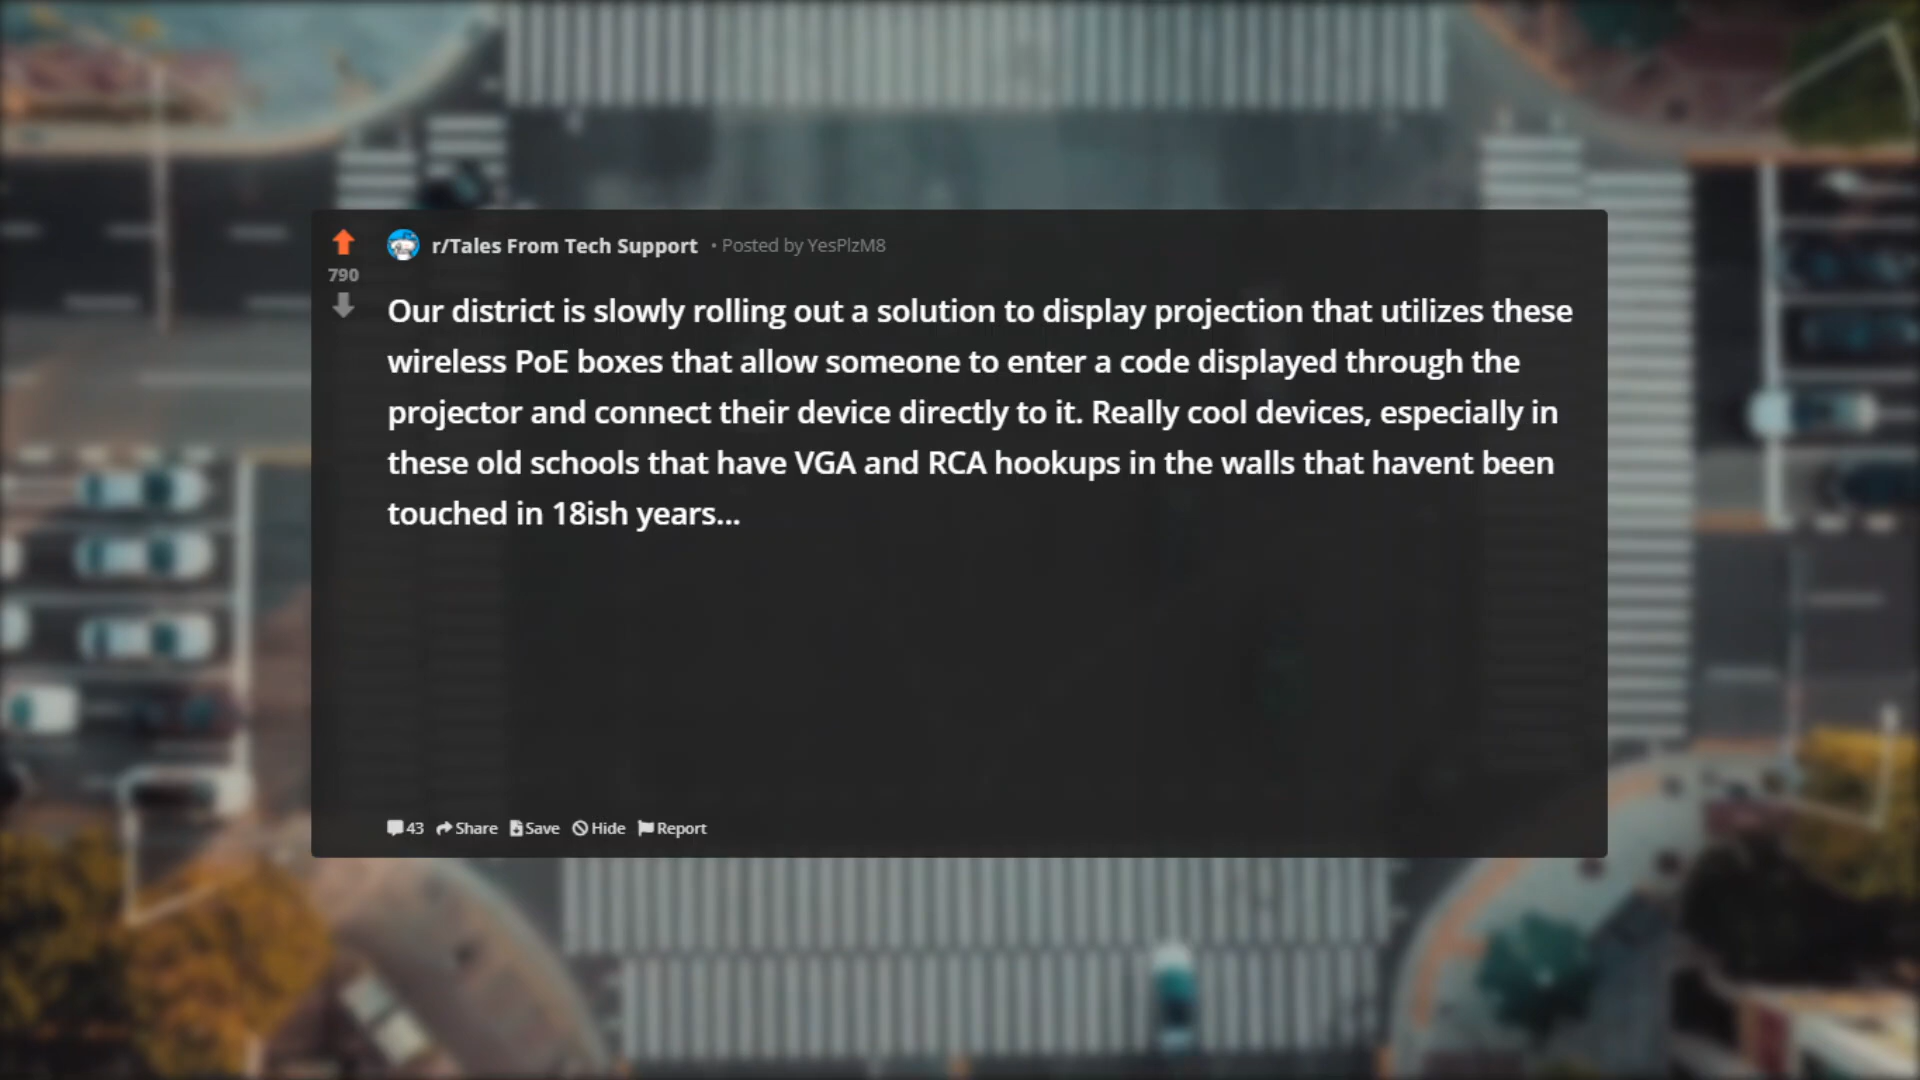 r/Tales From Tech Support • Posted by YesPlzM8
790
Our district is slowly rolling out a solution to display projection that utilizes these
wireless PoE boxes that allow someone to enter a code displayed through the
projector and connect their device directly to it. Really cool devices, especially in
these old schools that have VGA and RCA hookups in the walls that havent been
touched in 18ish years...
43 Share Save Hide Report